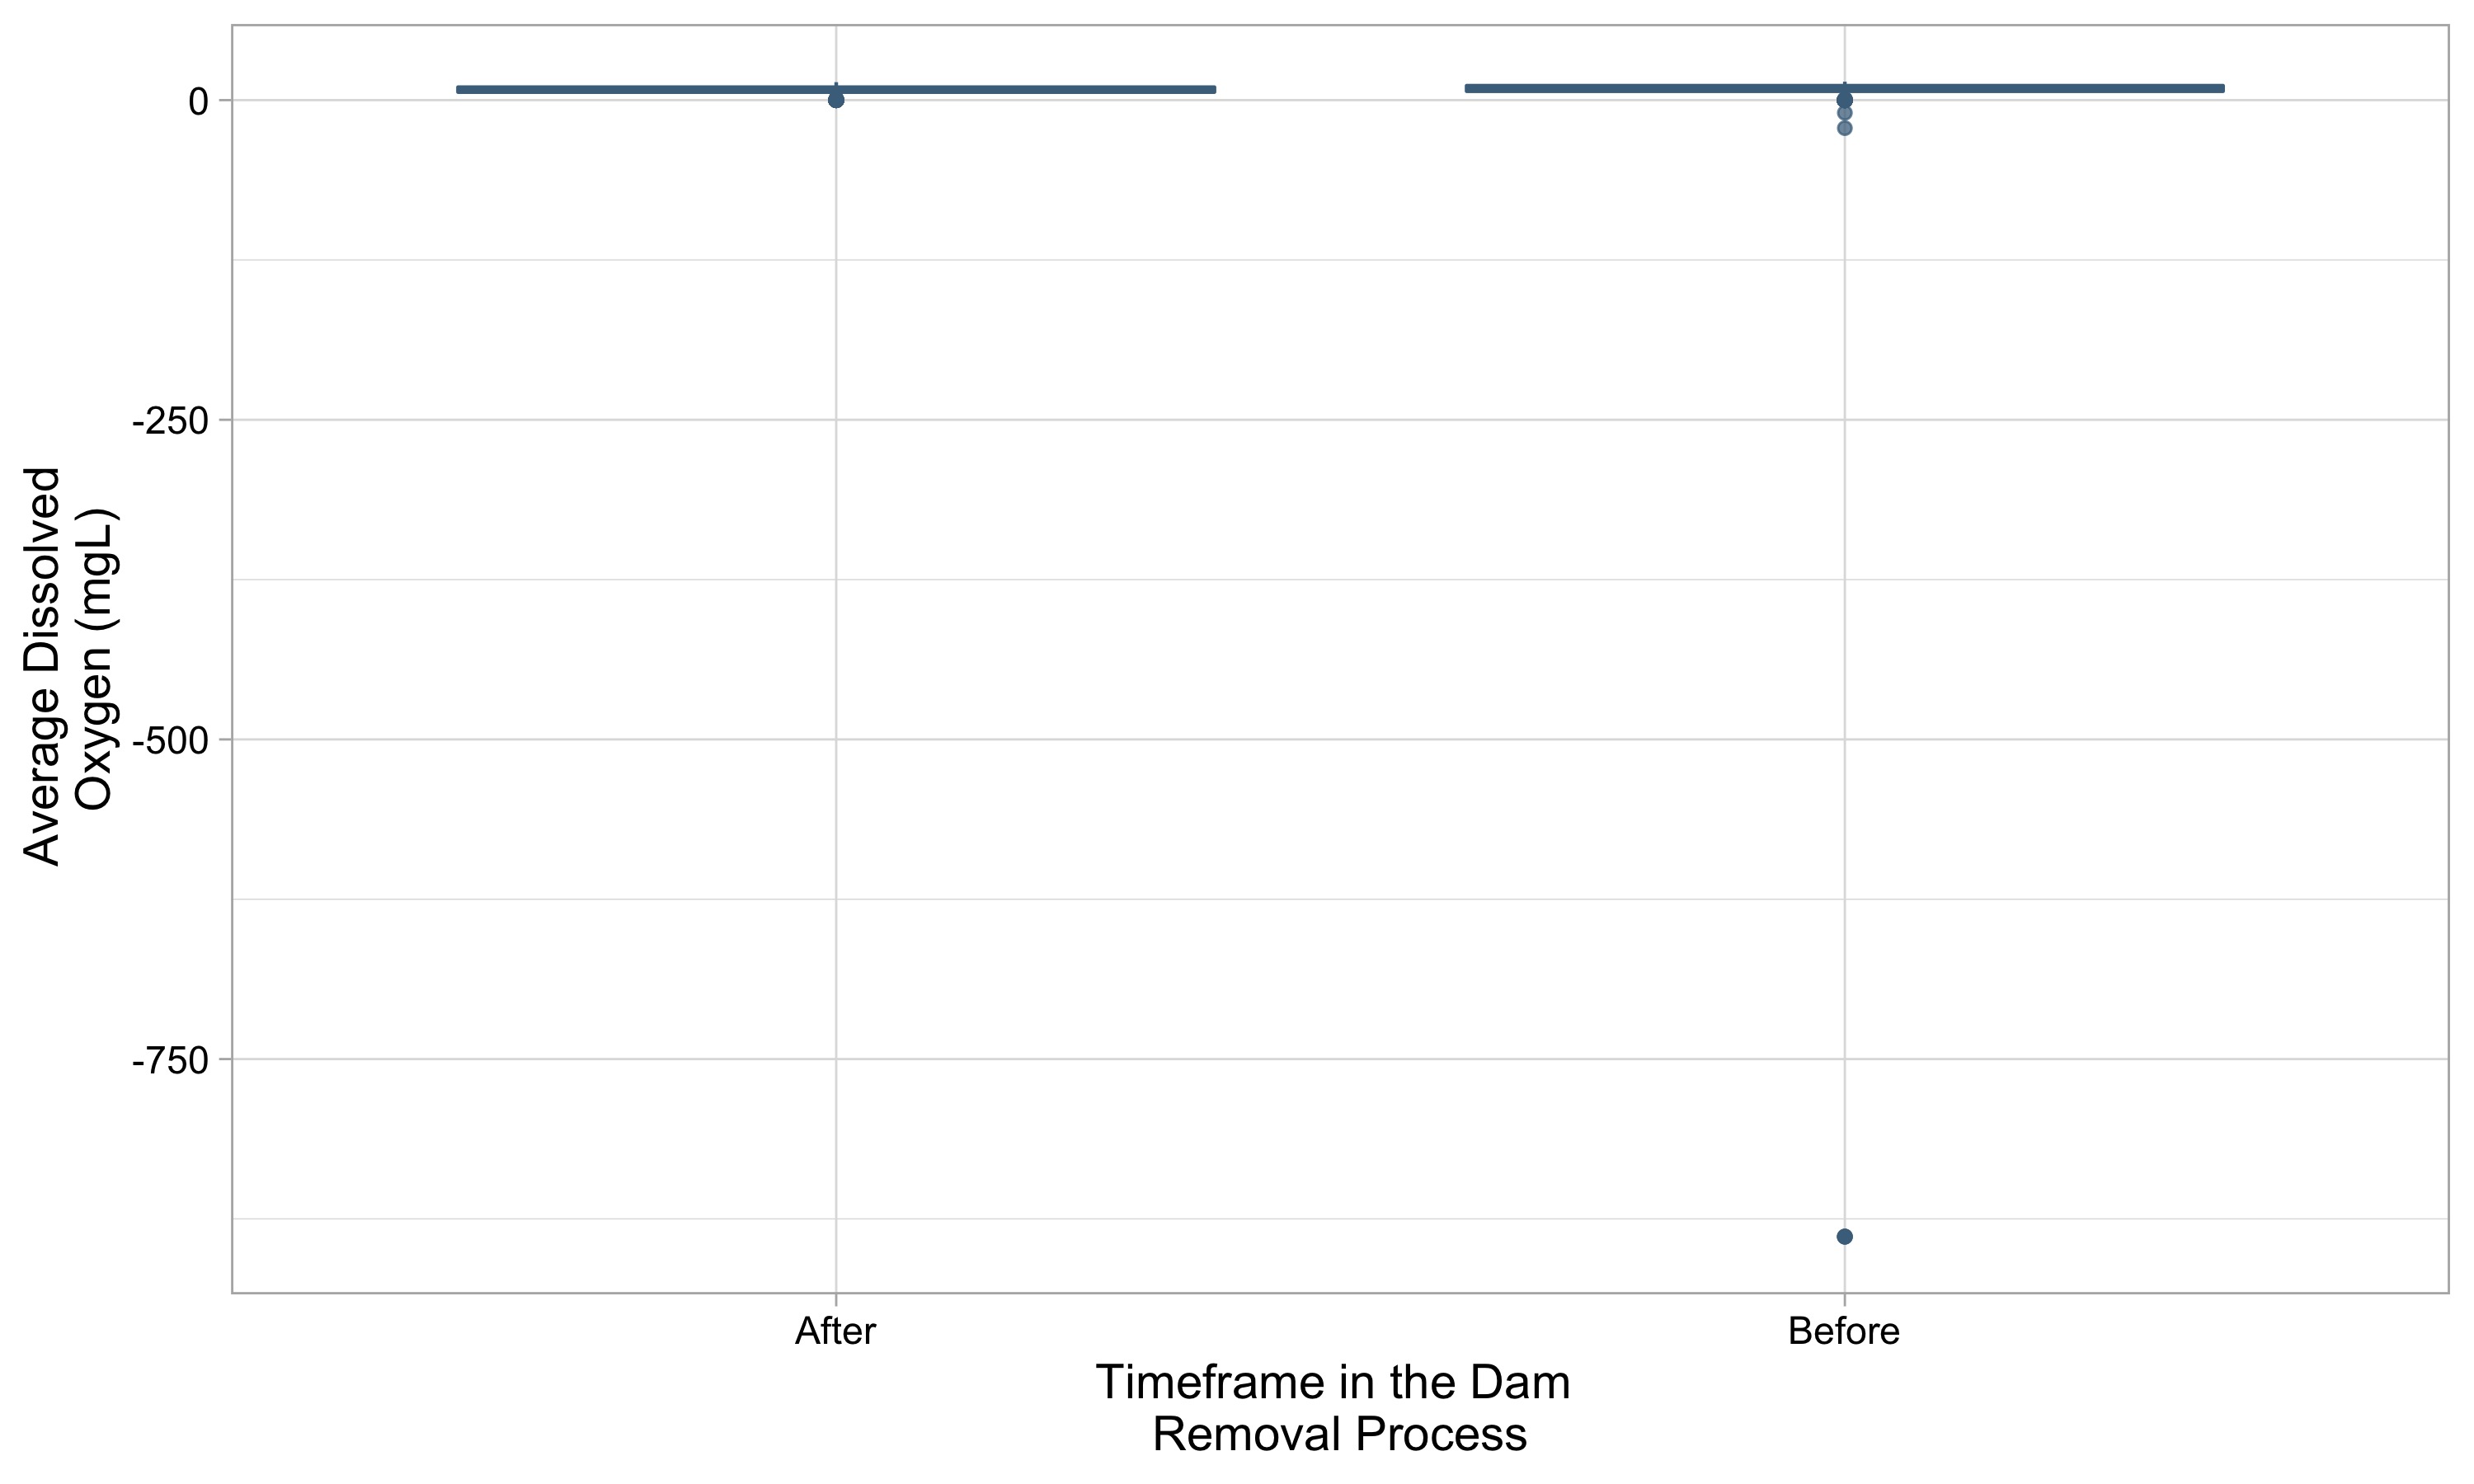 Average Dissolved
Oxygen (mgL)
0
-250
-500
-750
After
Before
Timeframe in the Dam
Removal Process